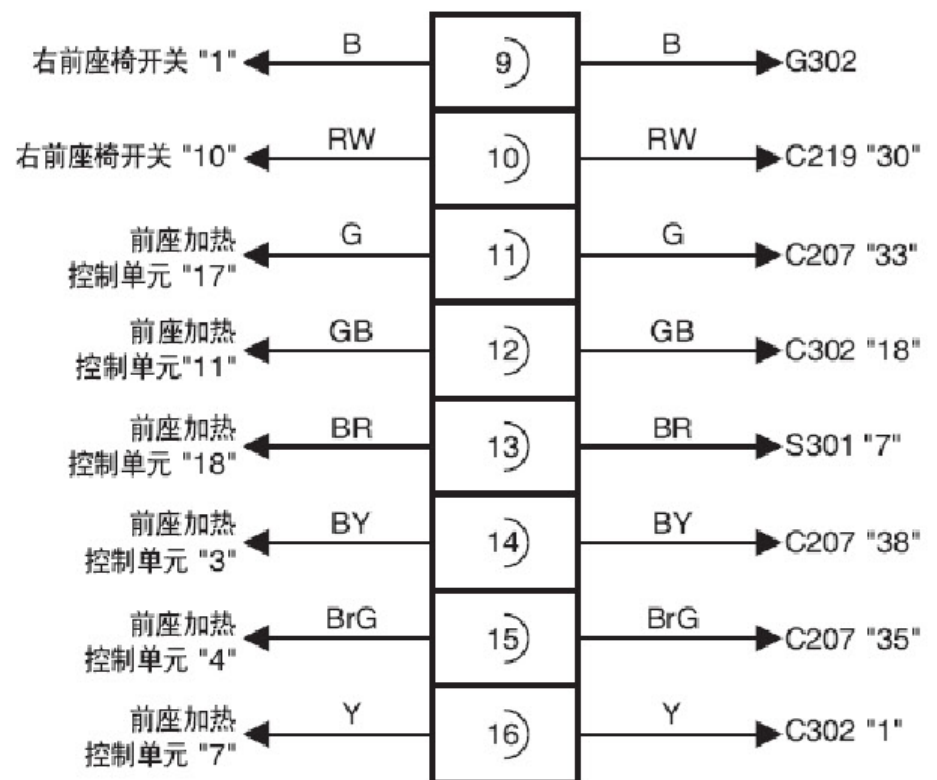 右前座椅开关 "1" B 9 B G302
右前座椅开关 "10" RW 10 RW C219 "30"
前座加热
控制单元 "17" G 11 G C207 "33"
前座加热
控制单元"11" GB 12 GB C302 "18"
前座加热
控制单元 "18" BR 13 BR S301 "7"
前座加热
控制单元 "3" BY 14 BY C207 "38"
前座加热
控制单元 "4" BrG 15 BrG C207 "35"
前座加热
控制单元 "7" Y 16 Y C302 "1"